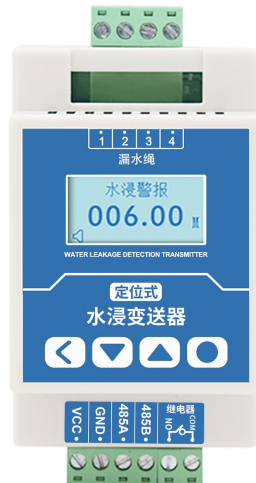 1 2 3 4
漏水绳
水浸警报
006.00 M
WATER LEAKAGE DETECTION TRANSMITTER
定位式
水浸变送器
VCC GND 485A 485B 继电器 NO COM